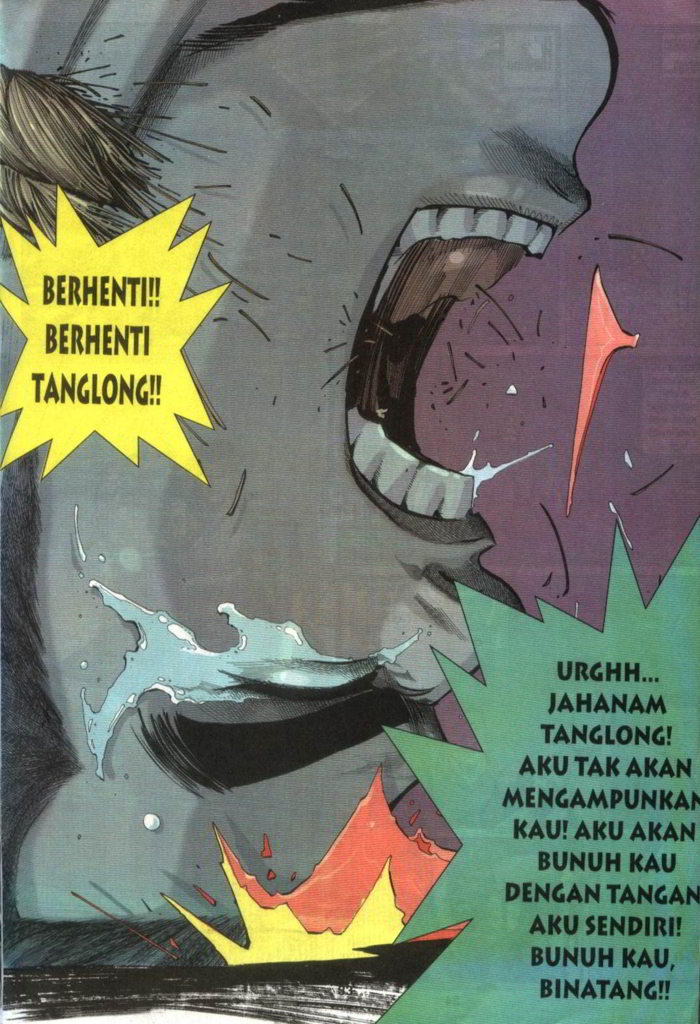 BERHENTI!!
BERHENTI
TANGLONG!!
URGHH...
JAHANAM
TANGLONG!
AKU TAK AKAN
MENGAMPUNKAN
KAU! AKU AKAN
BUNUH KAU
DENGAN TANGAN
AKU SENDIRI!
BUNUH KAU,
BINATANG!!